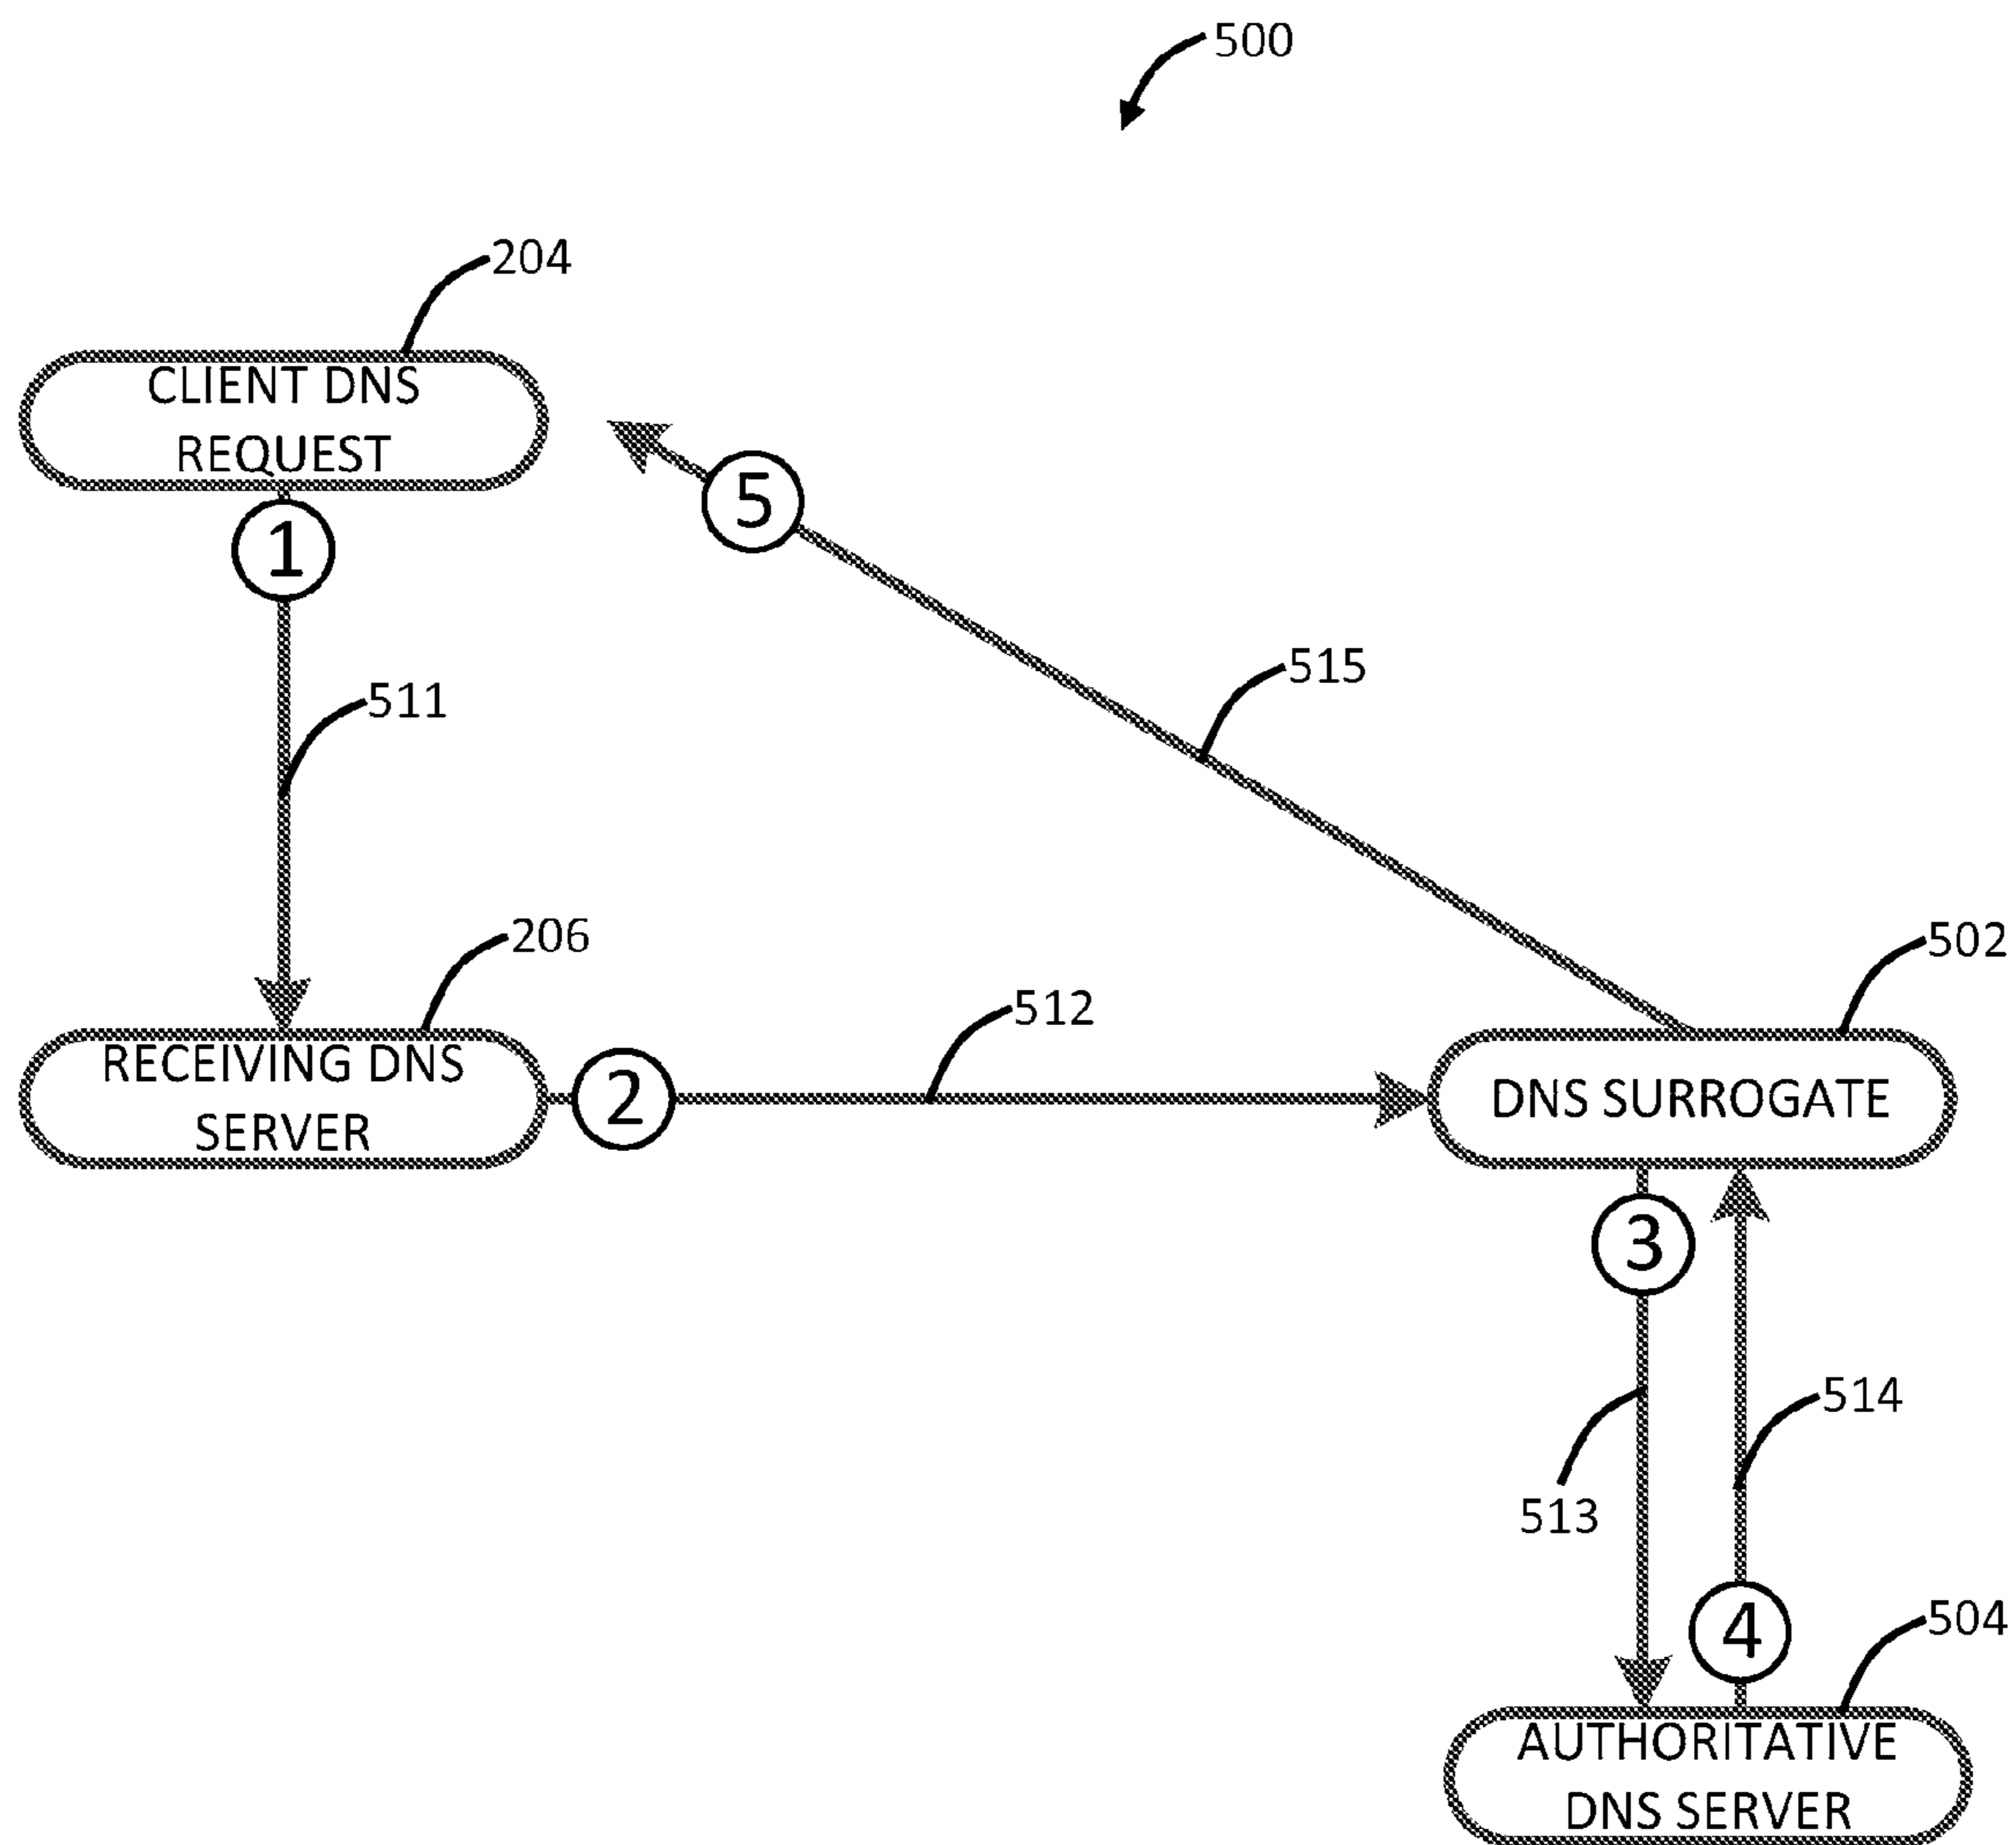 500
204
CLIENT DNS
REQUEST
1
5
515
511
206
RECEIVING DNS
SERVER
2
512
502
DNS SURROGATE
3
514
513
4
504
AUTHORITATIVE
DNS SERVER